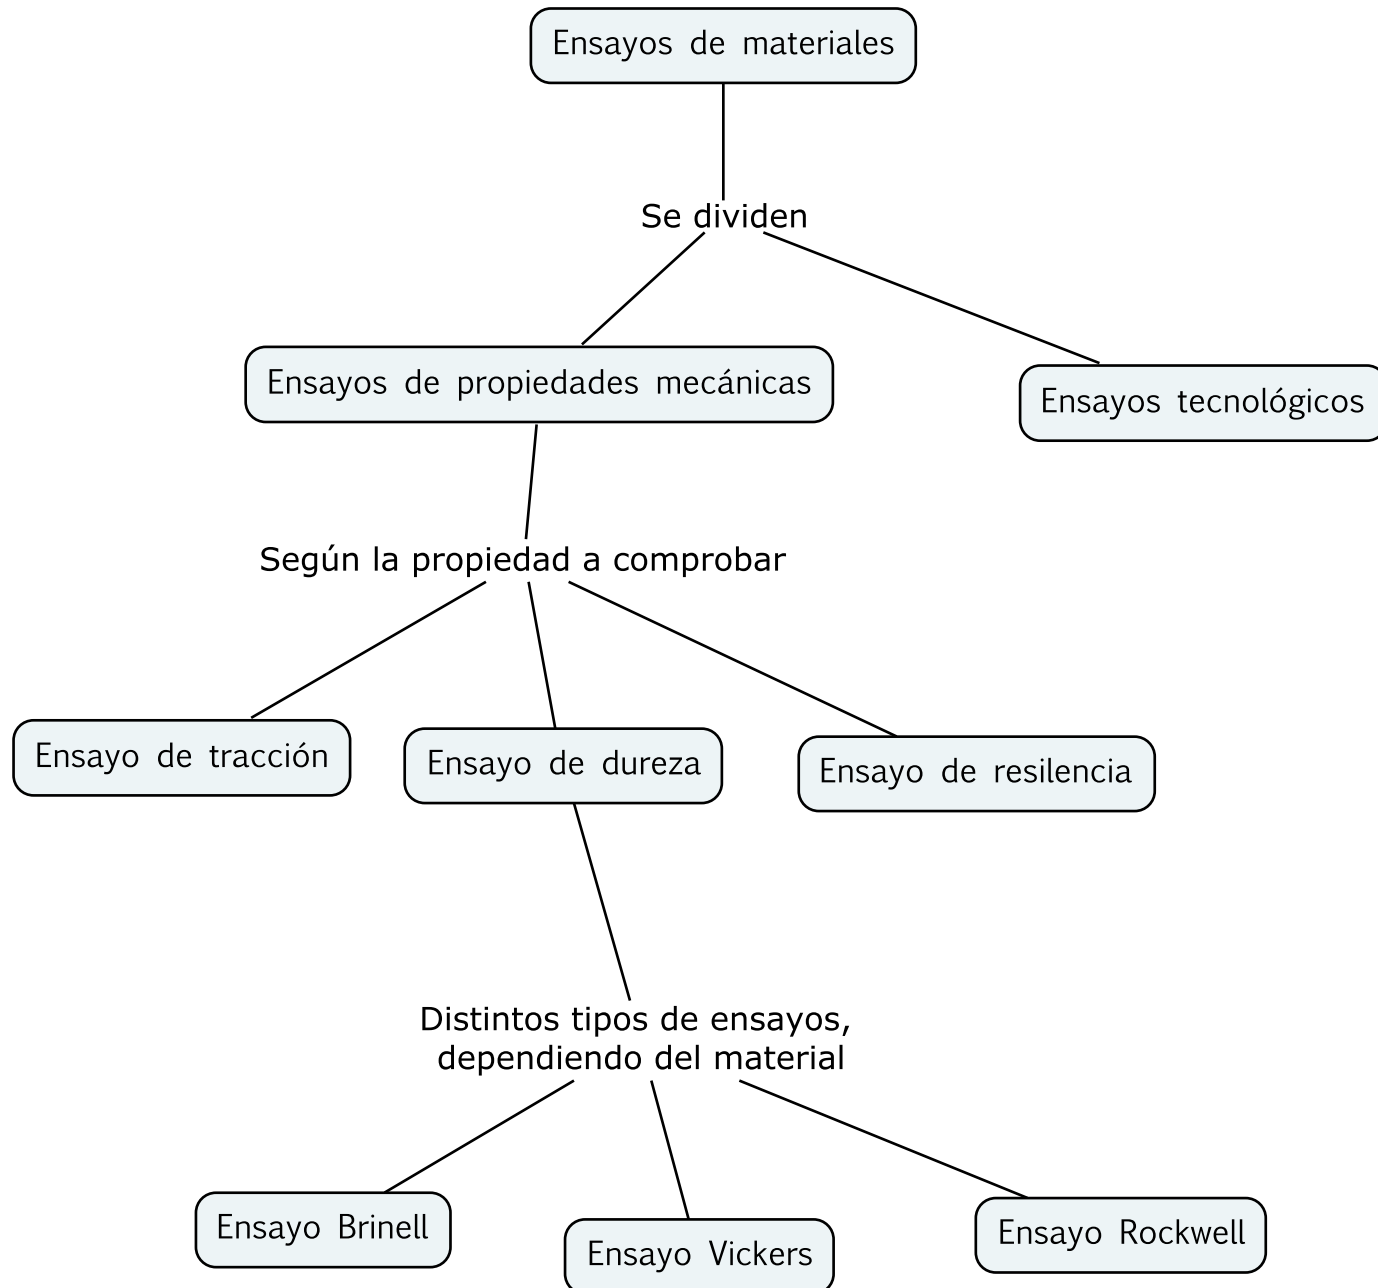 Ensayos de materiales
Se dividen
Ensayos de propiedades mecánicas
Ensayos tecnológicos
Según la propiedad a comprobar
Ensayo de tracción
Ensayo de dureza
Ensayo de resilencia
Distintos tipos de ensayos,
dependiendo del material
Ensayo Brinell
Ensayo Vickers
Ensayo Rockwell